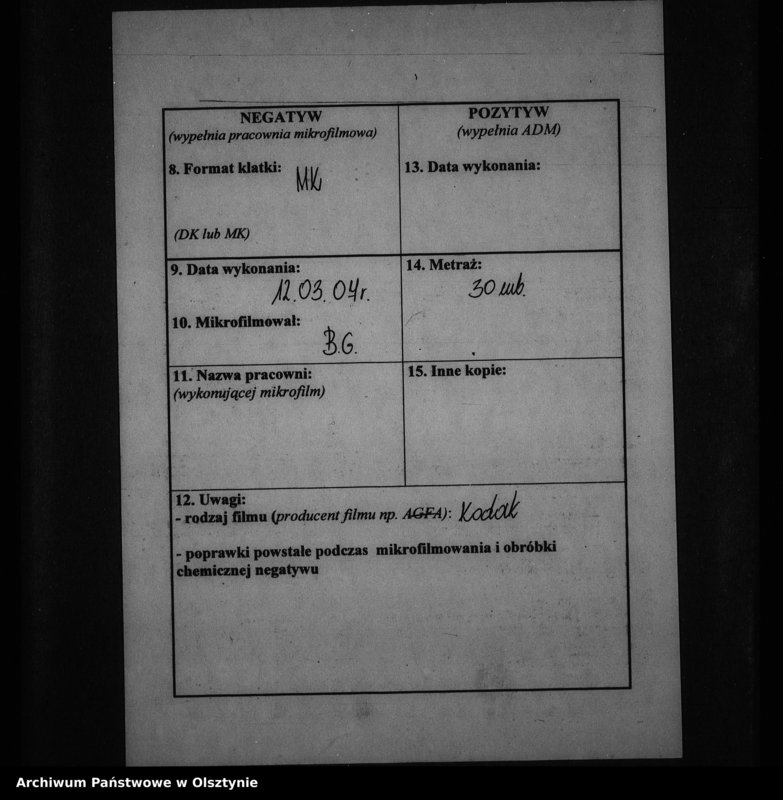 NEGATYW
(wypełnia pracownia mikrofilmowa)
8. Format klatki:
MK
(DK lub MK)
POZYTYW
(wypełnia ADM)
13. Data wykonania:
9. Data wykonania:
12.03.04r.
10. Mikrofilmował:
B.G.
14. Metraż:
30 mb.
11. Nazwa pracowni:
(wykonującej mikrofilm)
15. Inne kopie:
12. Uwagi:
- rodzaj filmu (producent filmu np. AGFA): Kodak
- poprawki powstałe podczas mikrofilmowania i obróbki
chemicznej negatywu
Archiwum Państwowe w Olsztynie